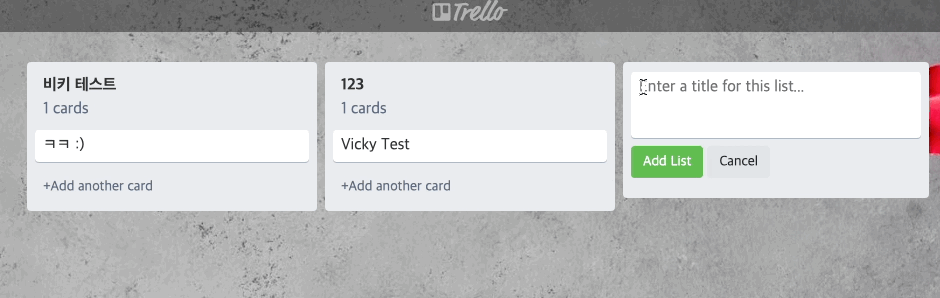 Trello
비키 테스트
1 cards
ㅋㅋ :)
+Add another card
123
1 cards
Vicky Test
+Add another card
Enter a title for this list...
Add List
Cancel